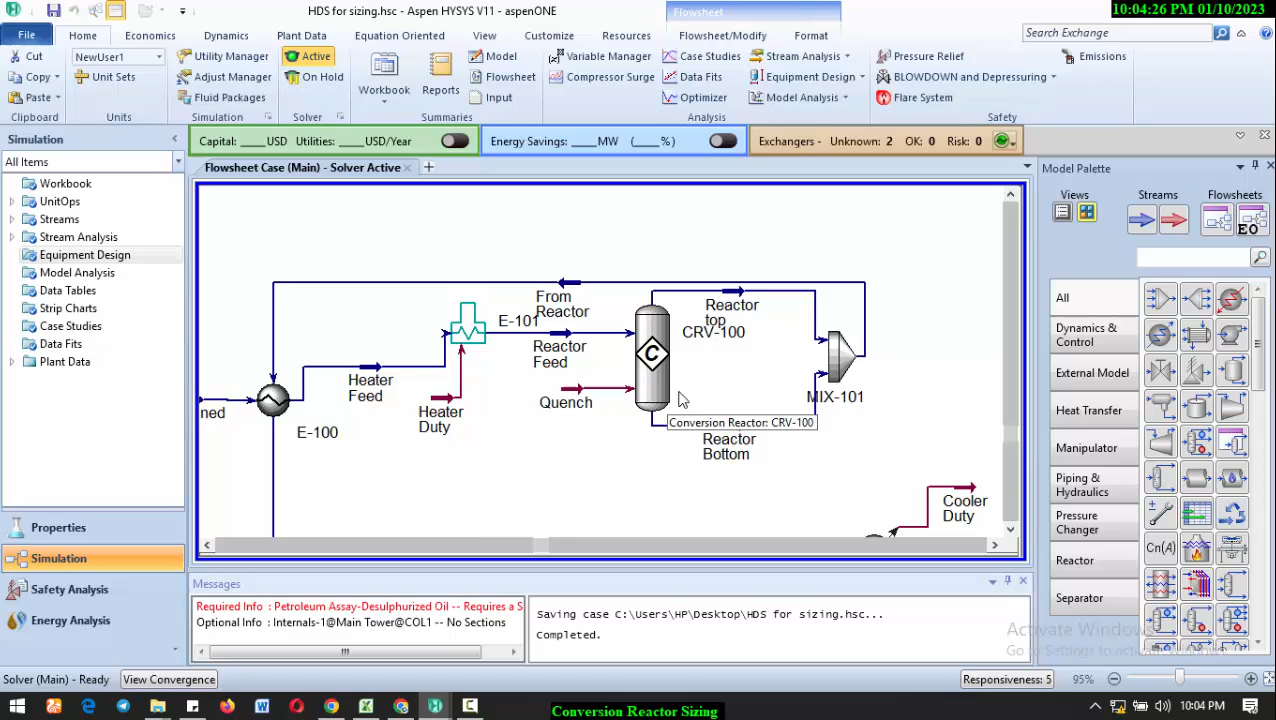 HDS for sizing.hsc - Aspen HYSYS V11 - aspenONE
Flowsheet
10:04:26 PM 01/10/2023
File Home Economics Dynamics Plant Data Equation Oriented View Customize Resources Flowsheet/Modify Format
Search Exchange
Cut
Copy
Paste
Clipboard
NewUser1
Unit Sets
Units
Utility Manager
Adjust Manager
Fluid Packages
Simulation
Active
On Hold
Solver
Workbook
Reports
Model
Flowsheet
Input
Summaries
Variable Manager
Compressor Surge
Case Studies
Data Fits
Optimizer
Stream Analysis
Equipment Design
Model Analysis
Analysis
Pressure Relief
BLOWDOWN and Depressuring
Flare System
Emissions
Safety
Simulation
All Items
Workbook
UnitOps
Streams
Stream Analysis
Equipment Design
Model Analysis
Data Tables
Strip Charts
Case Studies
Data Fits
Plant Data
Properties
Simulation
Safety Analysis
Energy Analysis
Capital: ____ USD Utilities: ____ USD/Year
Energy Savings: ____ MW (____ %)
Exchangers - Unknown: 2 OK: 0 Risk: 0
Flowsheet Case (Main) - Solver Active
From
Reactor
E-101
Reactor
Feed
Heater
Feed
Heater
Duty
ned
E-100
Quench
C
CRV-100
Reactor
top
MIX-101
Conversion Reactor: CRV-100
Reactor
Bottom
Cooler
Duty
Model Palette
Views
Streams
Flowsheets
EO
All
Dynamics &
Control
External Model
Heat Transfer
Manipulator
Piping &
Hydraulics
Pressure
Changer
Reactor
Separator
Cn(A)
Messages
Required Info : Petroleum Assay-Desulphurized Oil -- Requires a S
Optional Info : Internals-1@Main Tower@COL1 -- No Sections
Saving case C:\Users\HP\Desktop\HDS for sizing.hsc...
Completed.
Activate Windows
Go to Settings to activate Windows.
Solver (Main) - Ready
View Convergence
Responsiveness: 5
95%
10:04 PM
Conversion Reactor Sizing